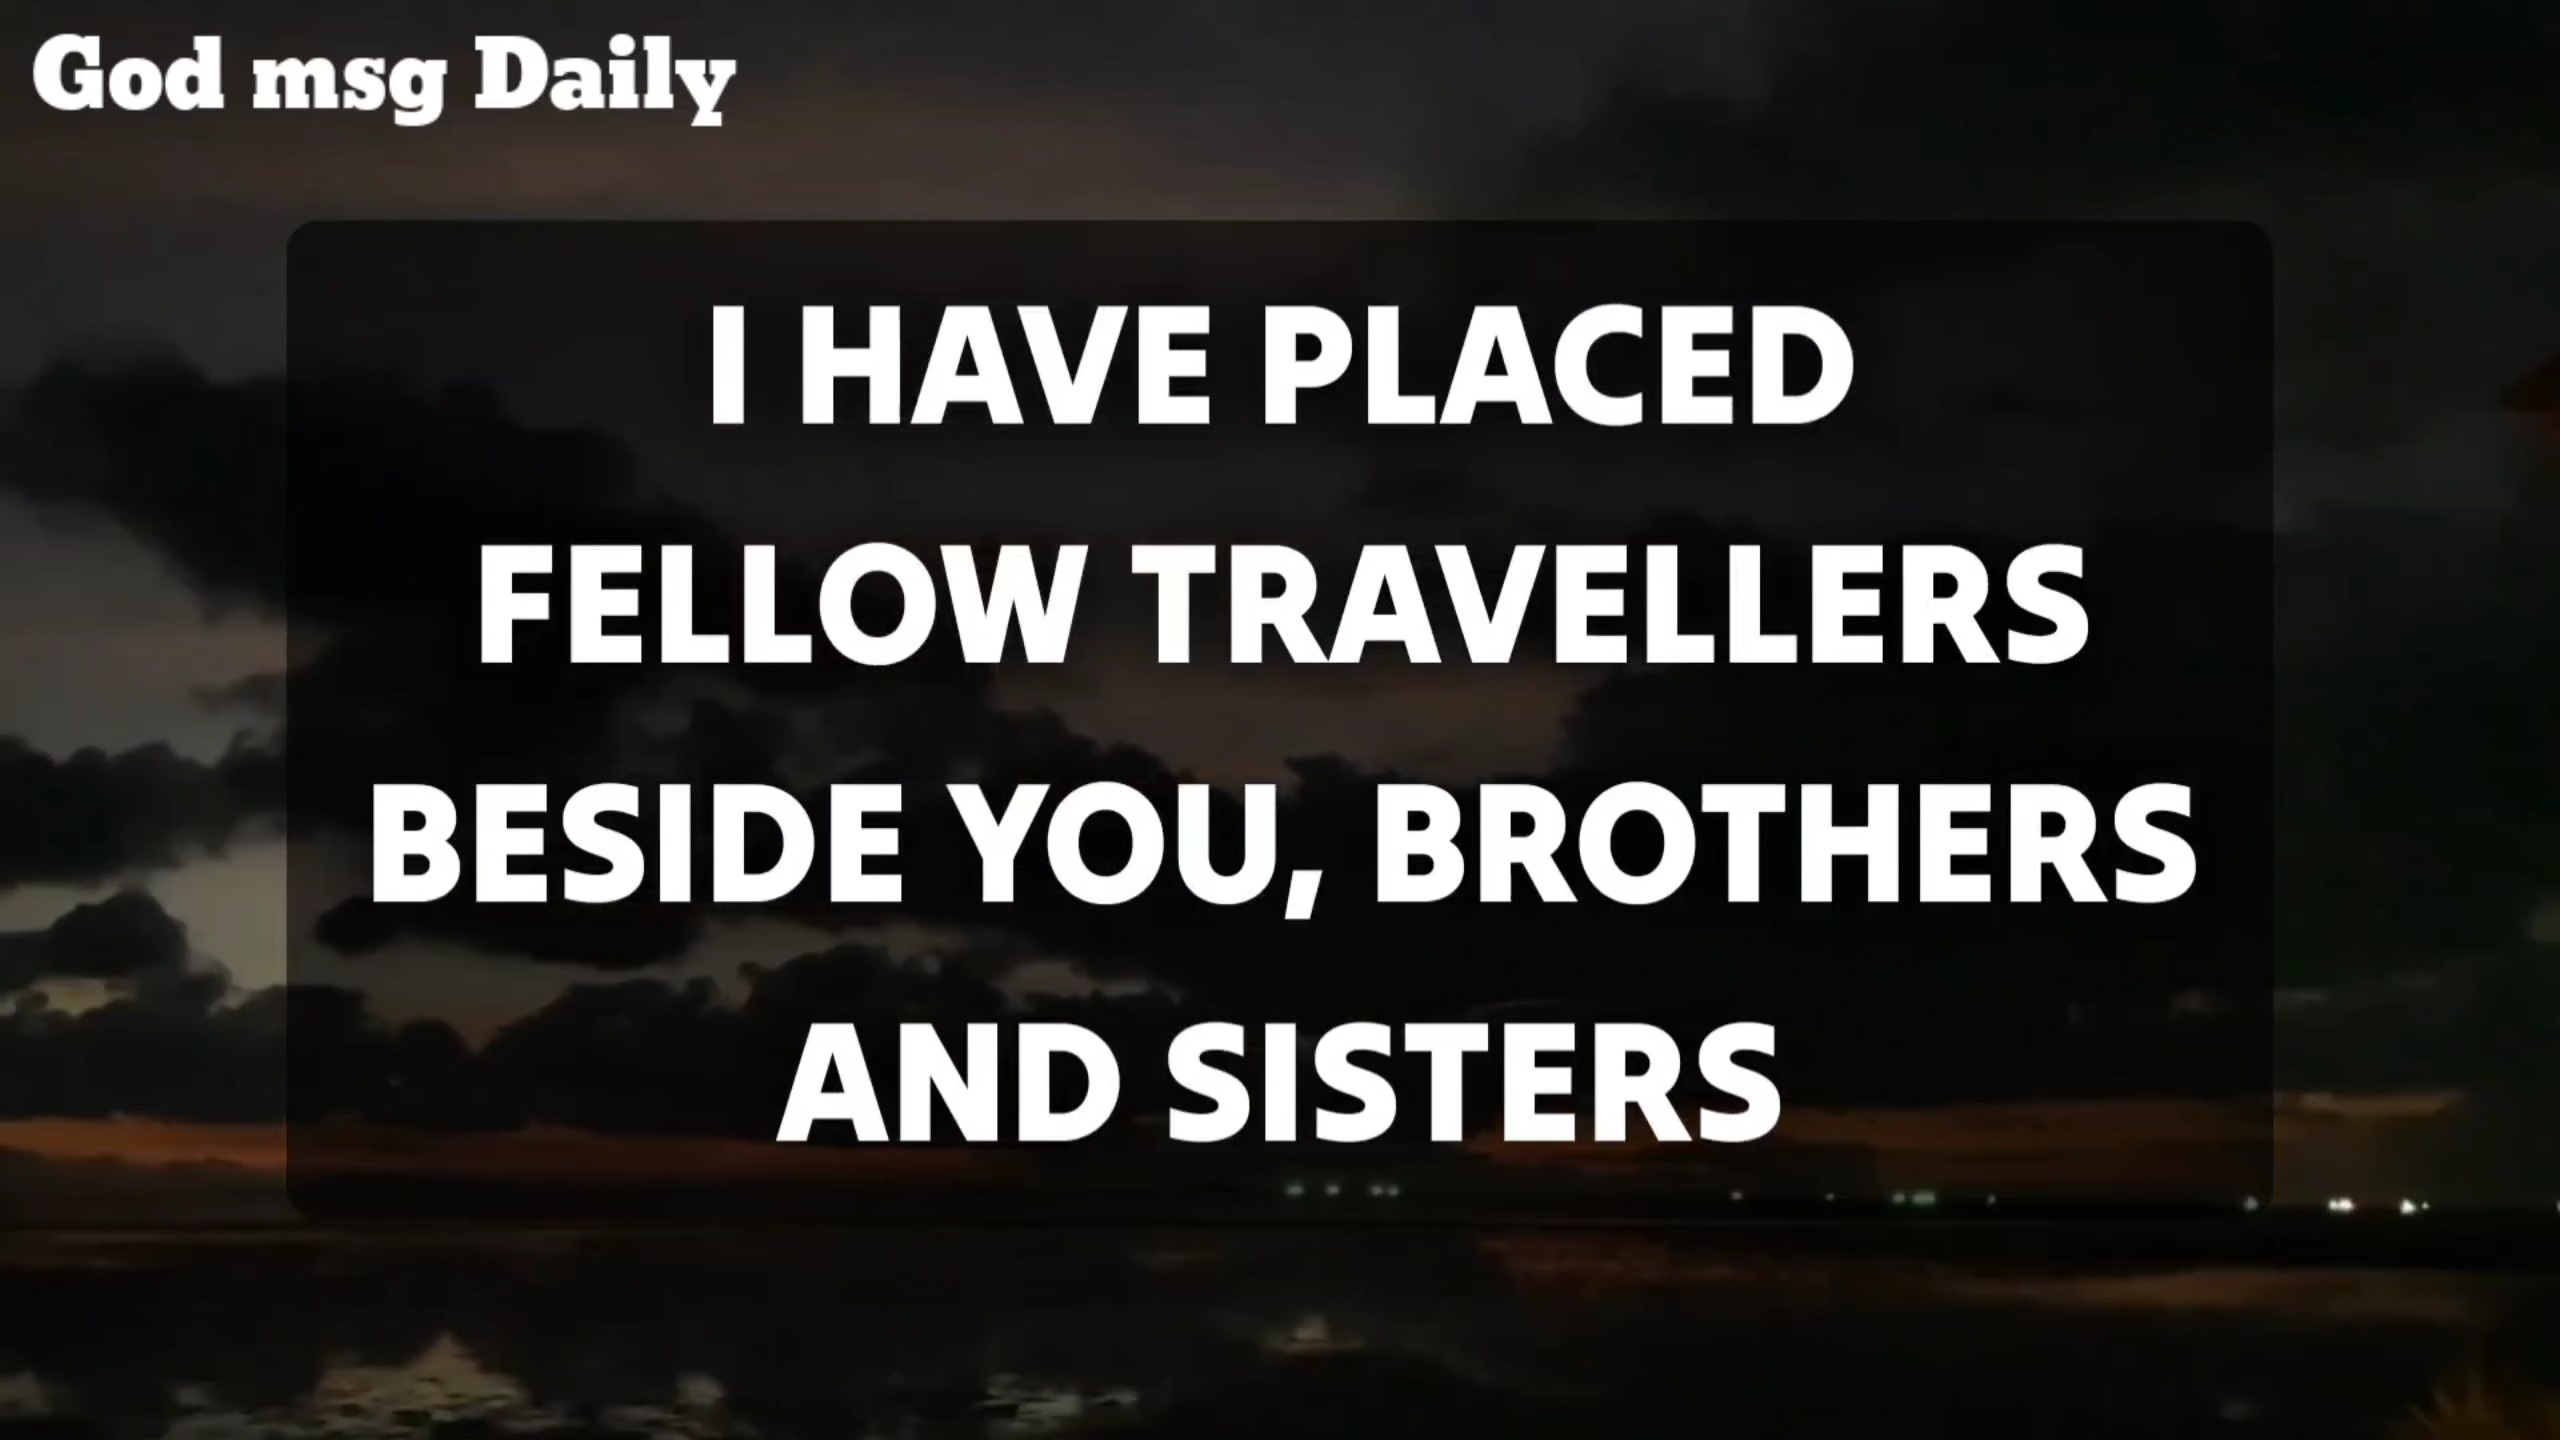 God msg Daily
I HAVE PLACED
FELLOW TRAVELLERS
BESIDE YOU, BROTHERS
AND SISTERS